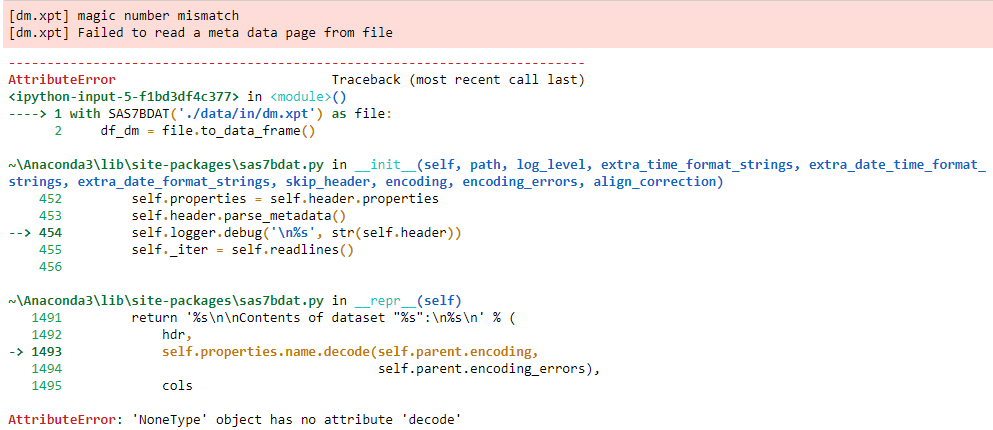 [dm.xpt] magic number mismatch
[dm.xpt] Failed to read a meta data page from file
---------------------------------------------------------------------------
AttributeError                            Traceback (most recent call last)
<ipython-input-5-f1bd3df4c377> in <module>()
----> 1 with SAS7BDAT('./data/in/dm.xpt') as file:
      2     df_dm = file.to_data_frame()
~\Anaconda3\lib\site-packages\sas7bdat.py in __init__(self, path, log_level, extra_time_format_strings, extra_date_time_format_
strings, extra_date_format_strings, skip_header, encoding, encoding_errors, align_correction)
    452         self.properties = self.header.properties
    453         self.header.parse_metadata()
--> 454         self.logger.debug('\n%s', str(self.header))
    455         self._iter = self.readlines()
    456
~\Anaconda3\lib\site-packages\sas7bdat.py in __repr__(self)
   1491         return '%s\n\nContents of dataset "%s":\n%s\n' % (
   1492             hdr,
-> 1493             self.properties.name.decode(self.parent.encoding,
   1494                                         self.parent.encoding_errors),
   1495             cols
AttributeError: 'NoneType' object has no attribute 'decode'